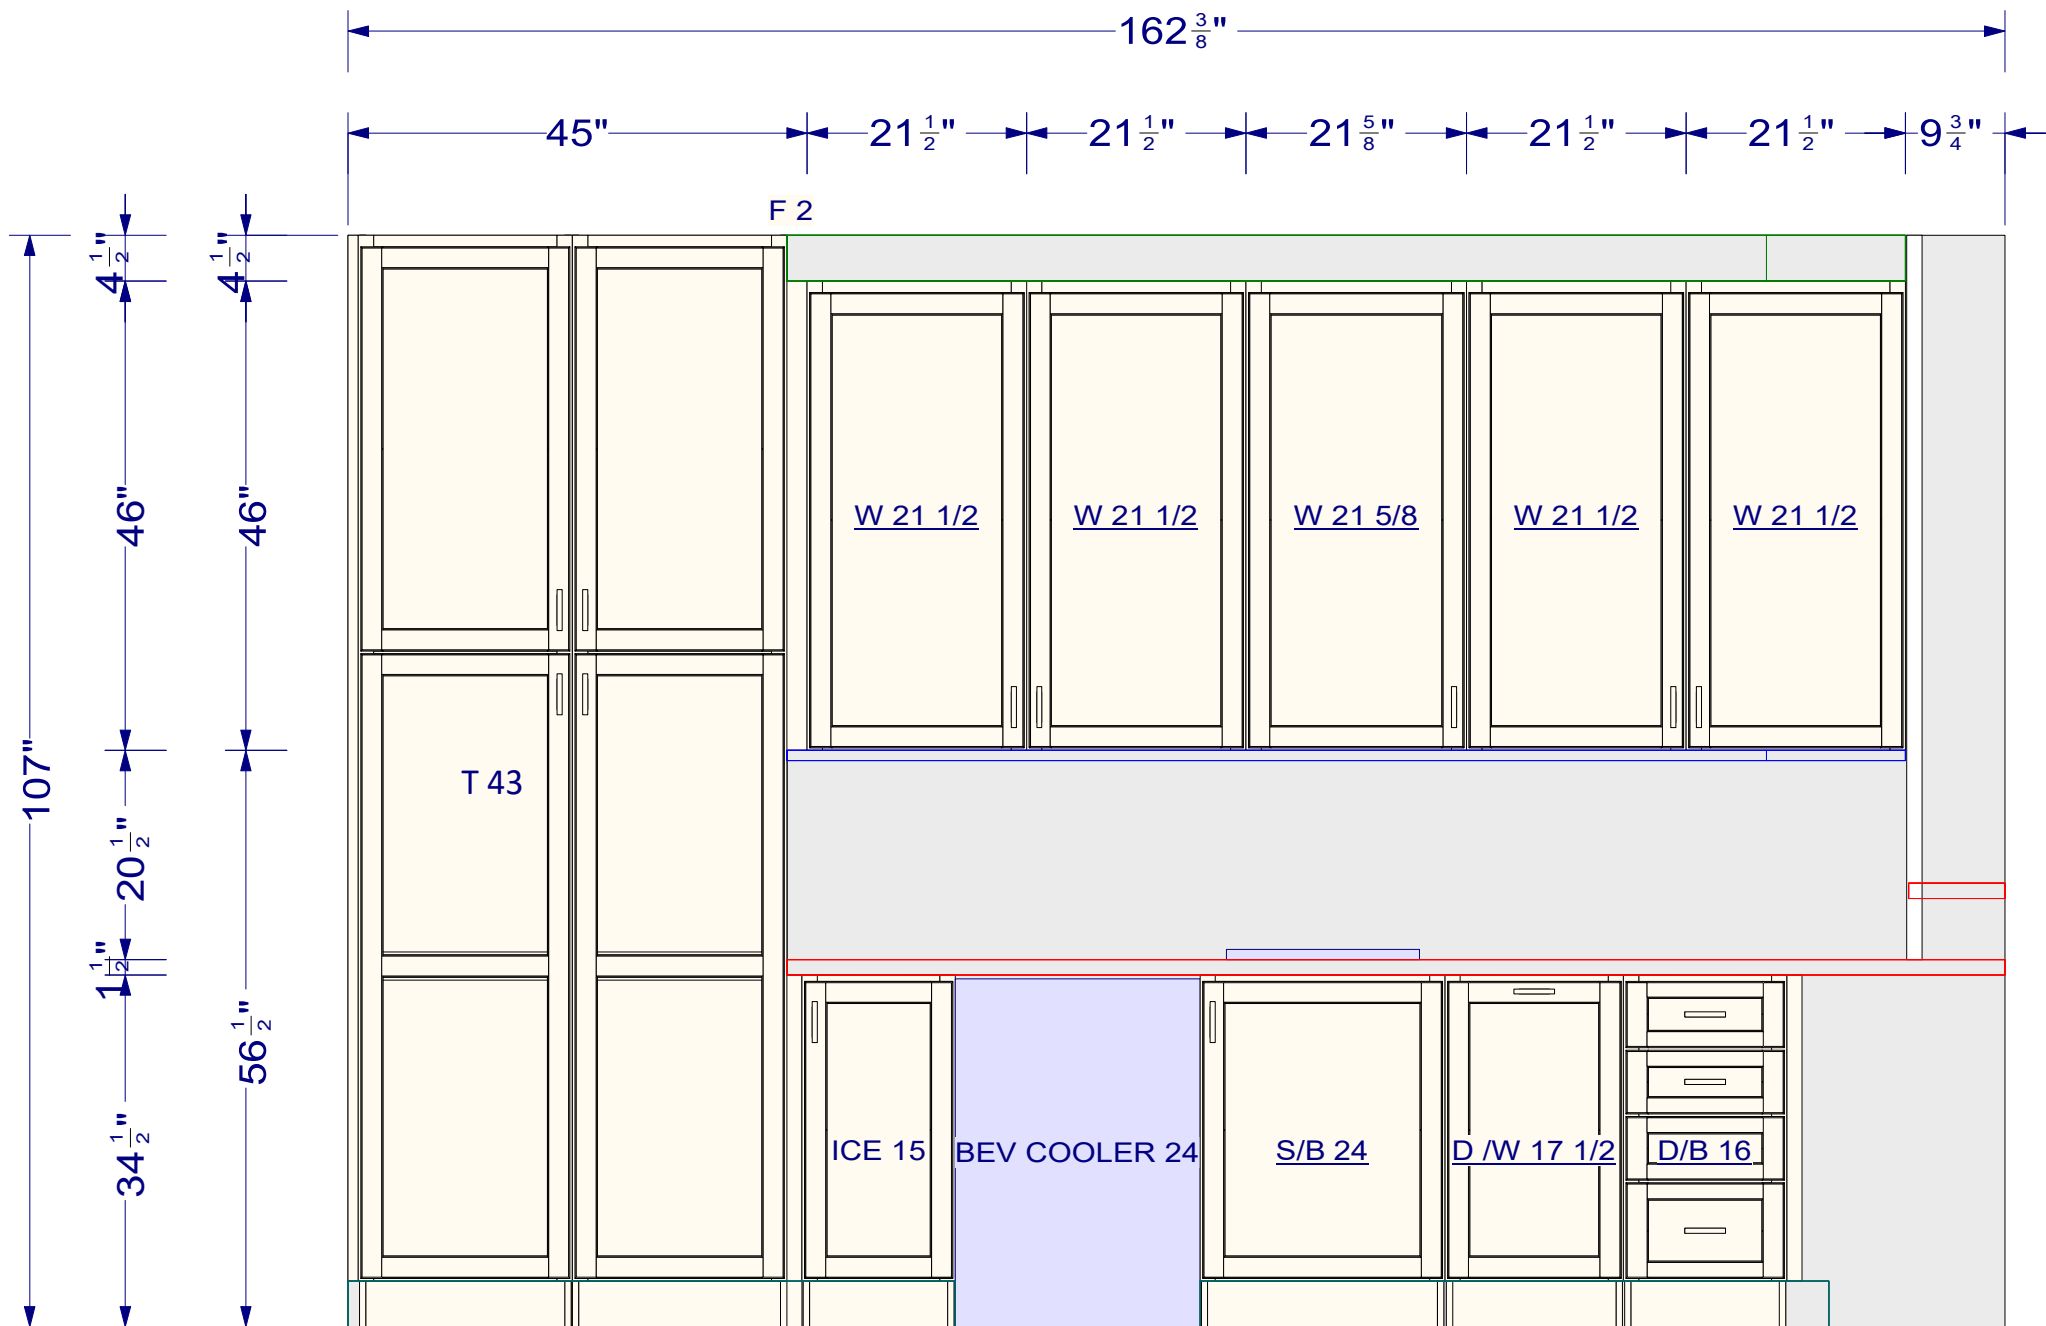 162 3/8"
45" 21 1/2" 21 1/2" 21 5/8" 21 1/2" 21 1/2" 9 3/4"
F 2
4 1/2" 4 1/2"
46" 46"
W 21 1/2 W 21 1/2 W 21 5/8 W 21 1/2 W 21 1/2
107"
T 43
20 1/2"
1 1/2"
56 1/2"
34 1/2"
ICE 15 BEV COOLER 24 S/B 24 D /W 17 1/2 D/B 16